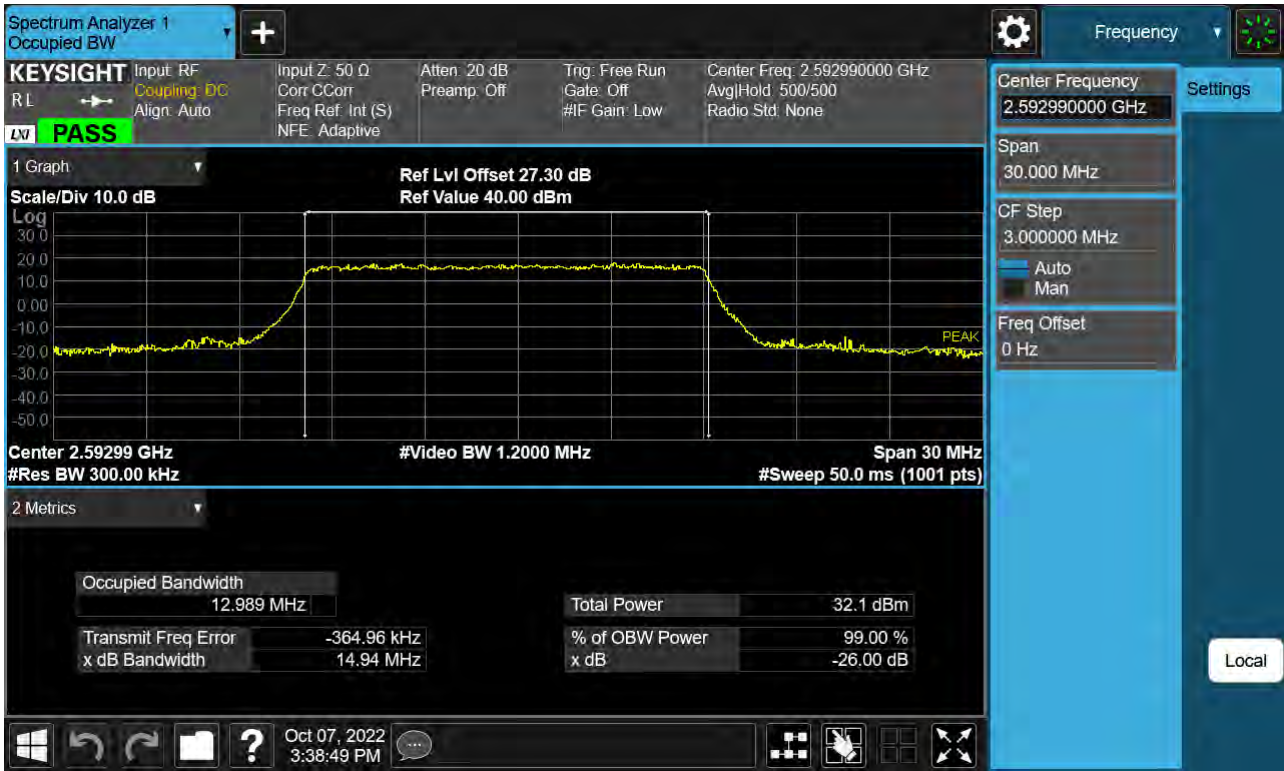 Spectrum Analyzer 1
Occupied BW
+
Frequency
KEYSIGHT
R L
LXI PASS
Input: RF
Coupling: DC
Align: Auto
Input Z: 50 Ω
Corr CCorr
Freq Ref: Int (S)
NFE: Adaptive
Atten: 20 dB
Preamp: Off
Trig: Free Run
Gate: Off
#IF Gain: Low
Center Freq: 2.592990000 GHz
Avg|Hold: 500/500
Radio Std: None
Center Frequency
2.592990000 GHz
Settings
Span
30.000 MHz
CF Step
3.000000 MHz
Auto
Man
Freq Offset
0 Hz
Local
1 Graph
Scale/Div 10.0 dB
Ref Lvl Offset 27.30 dB
Ref Value 40.00 dBm
Log
30.0
20.0
10.0
0.00
-10.0
-20.0
-30.0
-40.0
-50.0
PEAK
Center 2.59299 GHz
#Video BW 1.2000 MHz
Span 30 MHz
#Res BW 300.00 kHz
#Sweep 50.0 ms (1001 pts)
2 Metrics
Occupied Bandwidth
12.989 MHz
Total Power 32.1 dBm
Transmit Freq Error -364.96 kHz
% of OBW Power 99.00 %
x dB Bandwidth 14.94 MHz
x dB -26.00 dB
?
Oct 07, 2022
3:38:49 PM